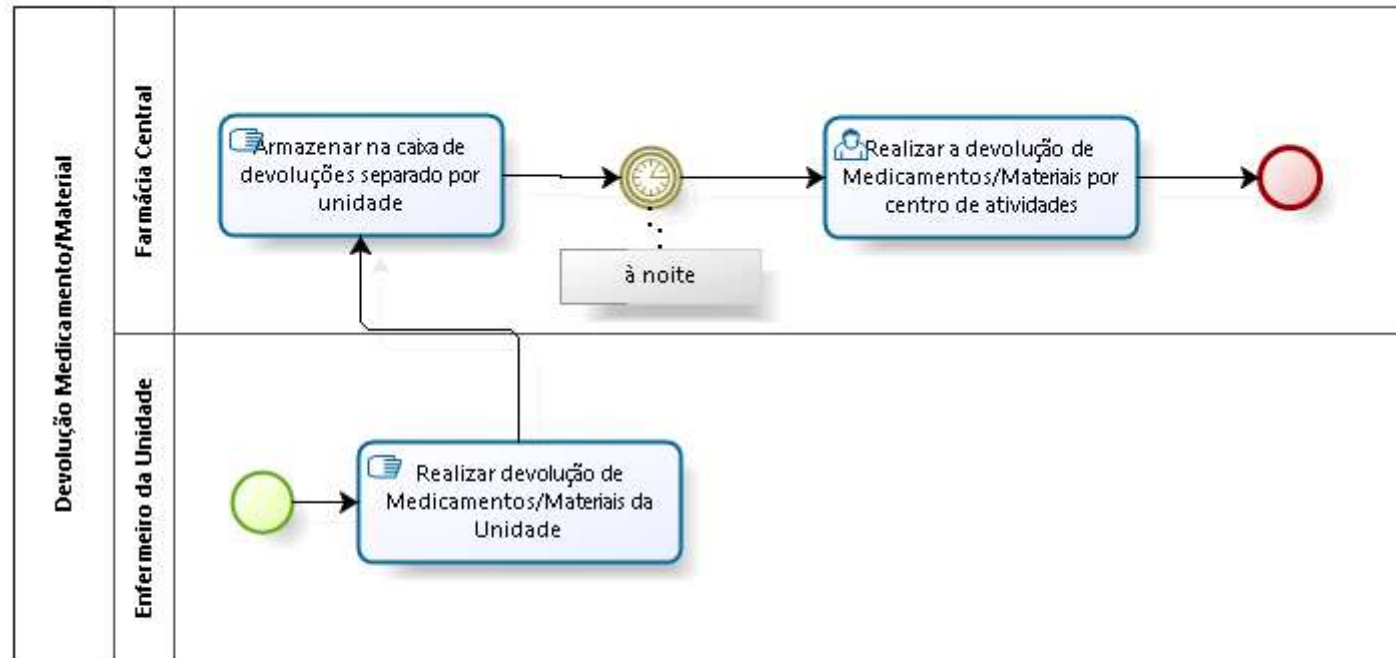 Devolução Medicamento/Material
Farmácia Central
Armazenar na caixa de
devoluções separado por
unidade
à noite
Realizar a devolução de
Medicamentos/Materiais por
centro de atividades
Enfermeiro da Unidade
Realizar devolução de
Medicamentos/Materiais da
Unidade